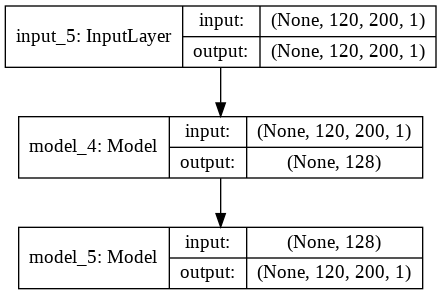 input_5: InputLayer
input: (None, 120, 200, 1)
output: (None, 120, 200, 1)
model_4: Model
input: (None, 120, 200, 1)
output: (None, 128)
model_5: Model
input: (None, 128)
output: (None, 120, 200, 1)